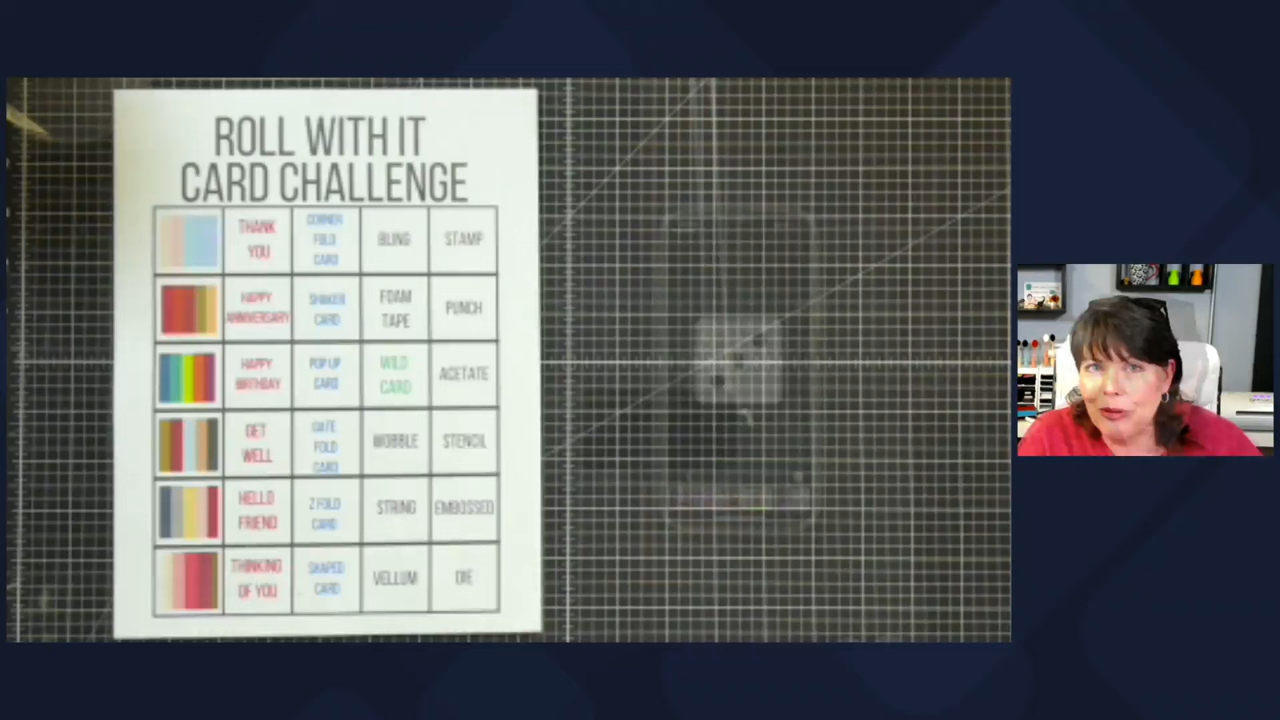 ROLL WITH IT
CARD CHALLENGE
THANK
YOU
CORNER
FOLD
CARD
BLING
STAMP
HAPPY
ANNIVERSARY
SHAKER
CARD
FOAM
TAPE
PUNCH
HAPPY
BIRTHDAY
POP UP
CARD
WILD
CARD
ACETATE
GET
WELL
GATE
FOLD
CARD
WOBBLE
STENCIL
HELLO
FRIEND
Z FOLD
CARD
STRING
EMBOSSED
THINKING
OF YOU
SHAPED
CARD
VELLUM
DIE